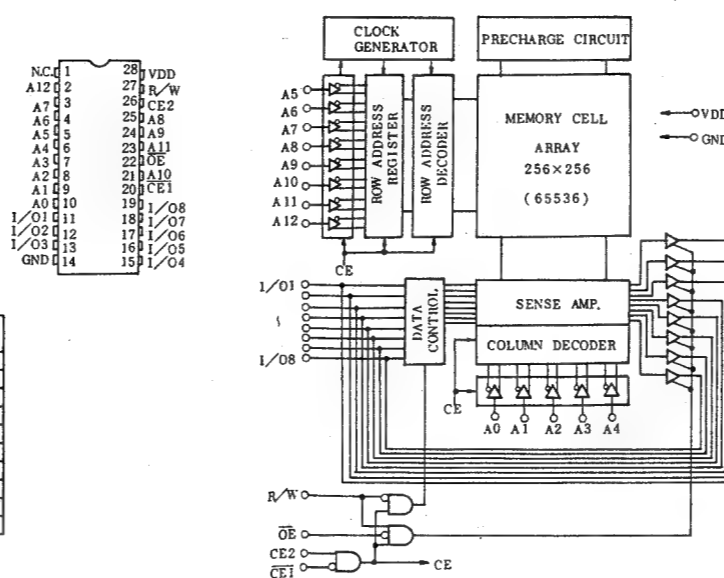 N.C. 1 28 VDD
A12 2 27 R/W
A7 3 26 CE2
A6 4 25 A8
A5 5 24 A9
A4 6 23 A11
A3 7 22 OE
A2 8 21 A10
A1 9 20 CE1
A0 10 19 I/O8
I/O1 11 18 I/O7
I/O2 12 17 I/O6
I/O3 13 16 I/O5
GND 14 15 I/O4
CLOCK
GENERATOR
PRECHARGE CIRCUIT
A5
A6
A7
A8
A9
A10
A11
A12
ROW ADDRESS
REGISTER
ROW ADDRESS
DECODER
MEMORY CELL
ARRAY
256×256
(65536)
VDD
GND
CE
I/O1
I/O8
DATA
CONTROL
SENSE AMP.
COLUMN DECODER
CE
A0 A1 A2 A3 A4
R/W
OE
CE2
CE1
CE